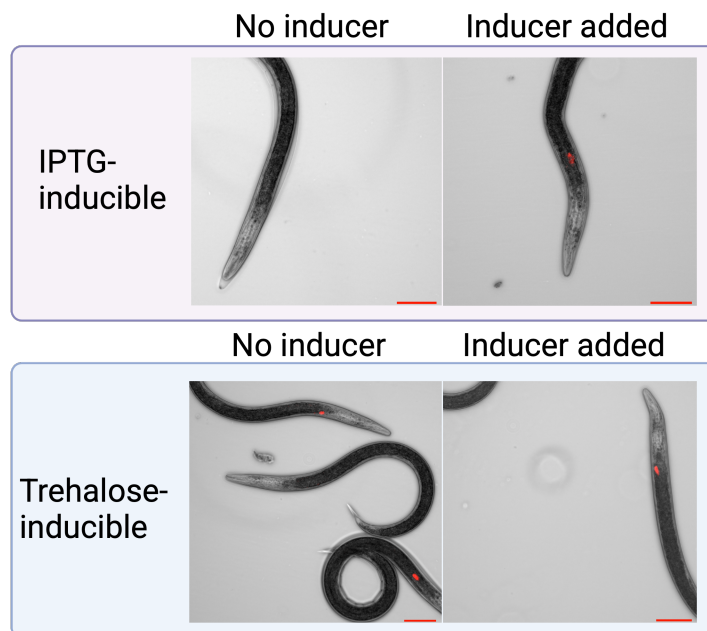 No inducer
Inducer added
IPTG-
inducible
No inducer
Inducer added
Trehalose-
inducible